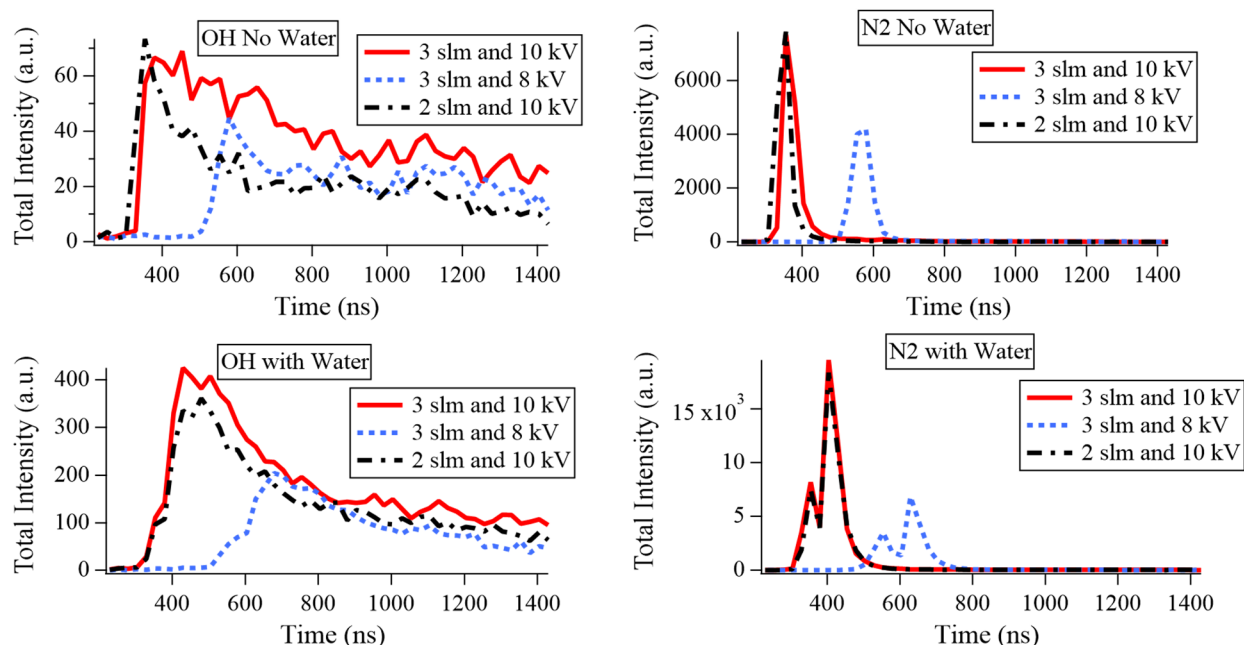 OH No Water
3 slm and 10 kV
3 slm and 8 kV
2 slm and 10 kV
Total Intensity (a.u.)
60
40
20
0
400
600
800
1000
1200
1400
Time (ns)
N2 No Water
3 slm and 10 kV
3 slm and 8 kV
2 slm and 10 kV
Total Intensity (a.u.)
6000
4000
2000
0
400
600
800
1000
1200
1400
Time (ns)
OH with Water
3 slm and 10 kV
3 slm and 8 kV
2 slm and 10 kV
Total Intensity (a.u.)
400
300
200
100
0
400
600
800
1000
1200
1400
Time (ns)
N2 with Water
3 slm and 10 kV
3 slm and 8 kV
2 slm and 10 kV
Total Intensity (a.u.)
15 x10³
10
5
0
400
600
800
1000
1200
1400
Time (ns)